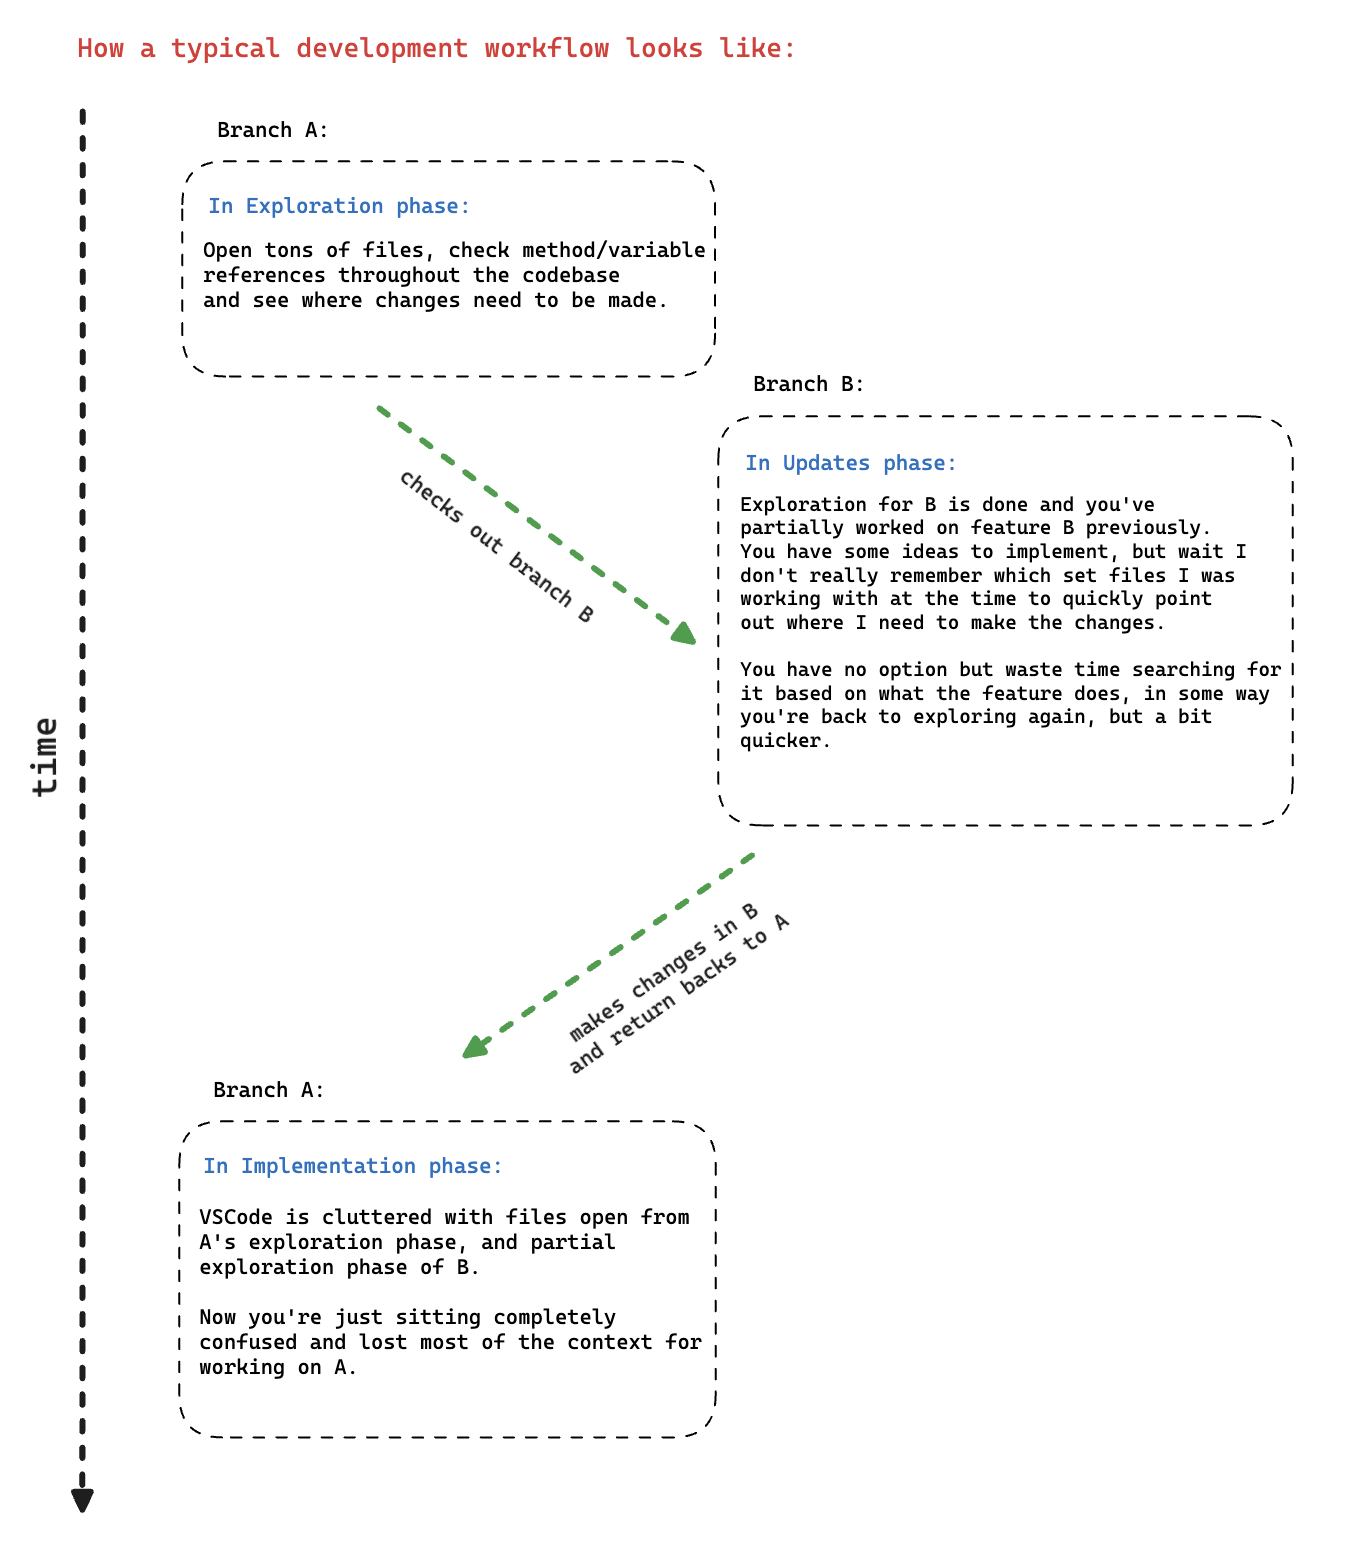 How a typical development workflow looks like:
Branch A:
In Exploration phase:
Open tons of files, check method/variable
references throughout the codebase
and see where changes need to be made.
checks out branch B
Branch B:
In Updates phase:
Exploration for B is done and you've
partially worked on feature B previously.
You have some ideas to implement, but wait I
don't really remember which set files I was
working with at the time to quickly point
out where I need to make the changes.
You have no option but waste time searching for
it based on what the feature does, in some way
you're back to exploring again, but a bit
quicker.
time
makes changes in B
and return backs to A
Branch A:
In Implementation phase:
VSCode is cluttered with files open from
A's exploration phase, and partial
exploration phase of B.
Now you're just sitting completely
confused and lost most of the context for
working on A.